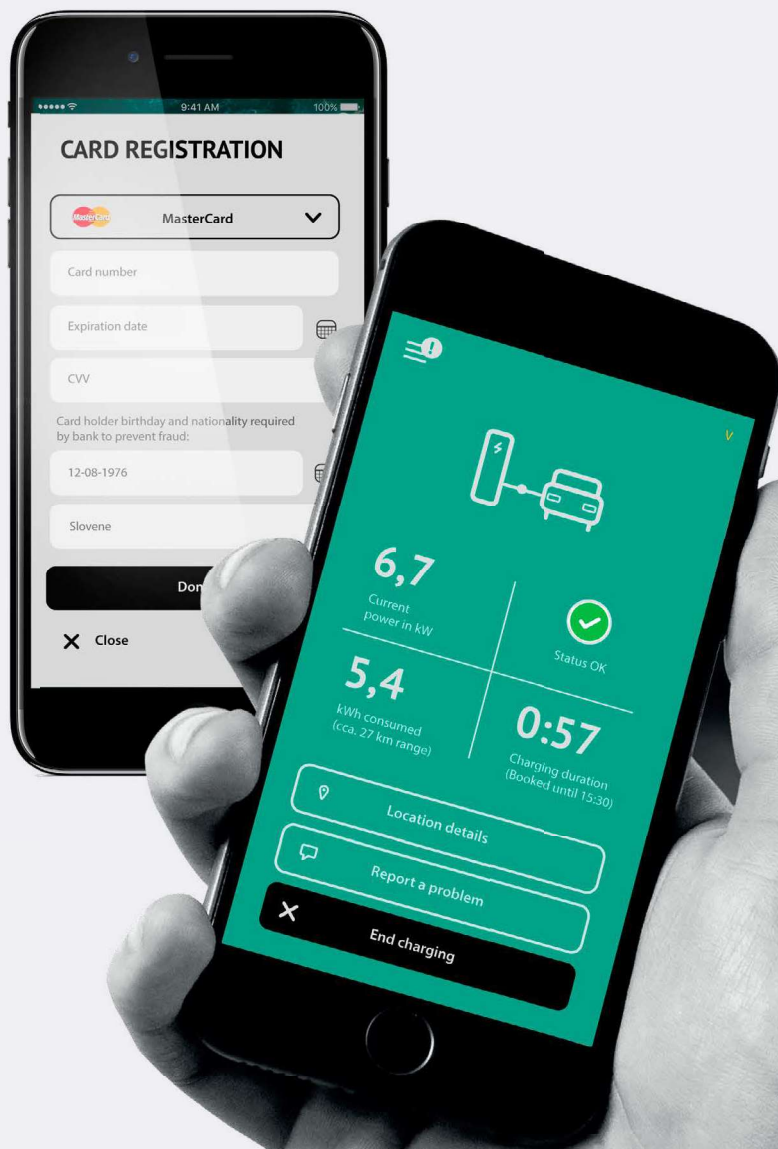 9:41 AM
100%
CARD REGISTRATION
MasterCard
MasterCard
Card number
Expiration date
CVV
Card holder birthday and nationality required
by bank to prevent fraud:
12-08-1976
Slovene
Close
V
6,7
Current
power in kW
Status OK
5,4
kWh consumed
(cca, 27 km range)
0:57
Charging duration
(Booked until 15:30)
Location details
Report a problem
End charging